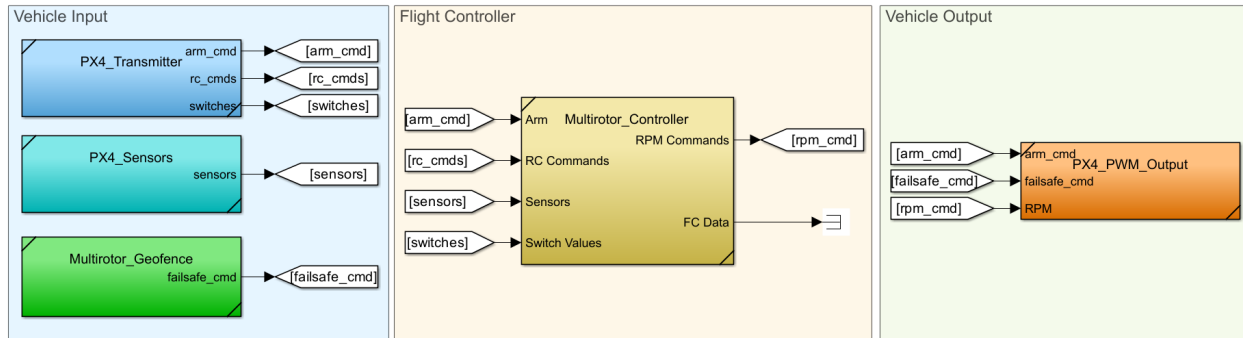 Vehicle Input
PX4_Transmitter
arm_cmd
[arm_cmd]
rc_cmds
[rc_cmds]
switches
[switches]
PX4_Sensors
sensors
[sensors]
Multirotor_Geofence
failsafe_cmd
[failsafe_cmd]
Flight Controller
[arm_cmd]
[rc_cmds]
[sensors]
[switches]
Multirotor_Controller
Arm
RC Commands
Sensors
Switch Values
RPM Commands
FC Data
[rpm_cmd]
Vehicle Output
[arm_cmd]
[failsafe_cmd]
[rpm_cmd]
arm_cmd
PX4_PWM_Output
failsafe_cmd
RPM